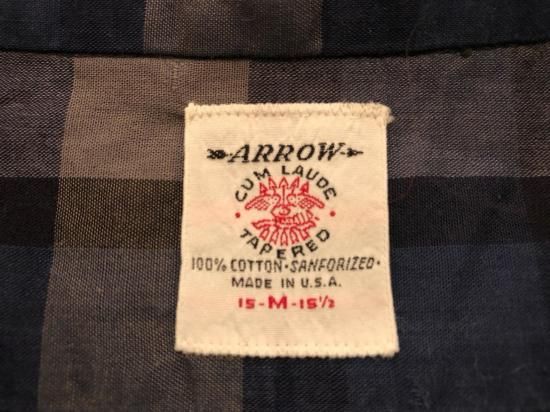 ARROW
CUM LAUDE
TAPERED
100% COTTON·SANFORIZED·
MADE IN U.S.A.
15-M-15½